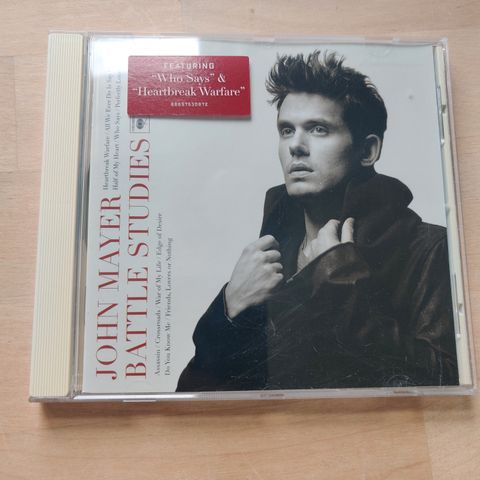 FEATURING
"Who Says" &
"Heartbreak Warfare"
88697530872
JOHN MAYER
BATTLE STUDIES
Heartbreak Warfare / All We Ever Do Is Say
Half of My Heart / Who Says / Perfectly
Assassin / Crossroads / War of My Life / Edge of Desire
Do You Know Me / Friends, Lovers or Nothing